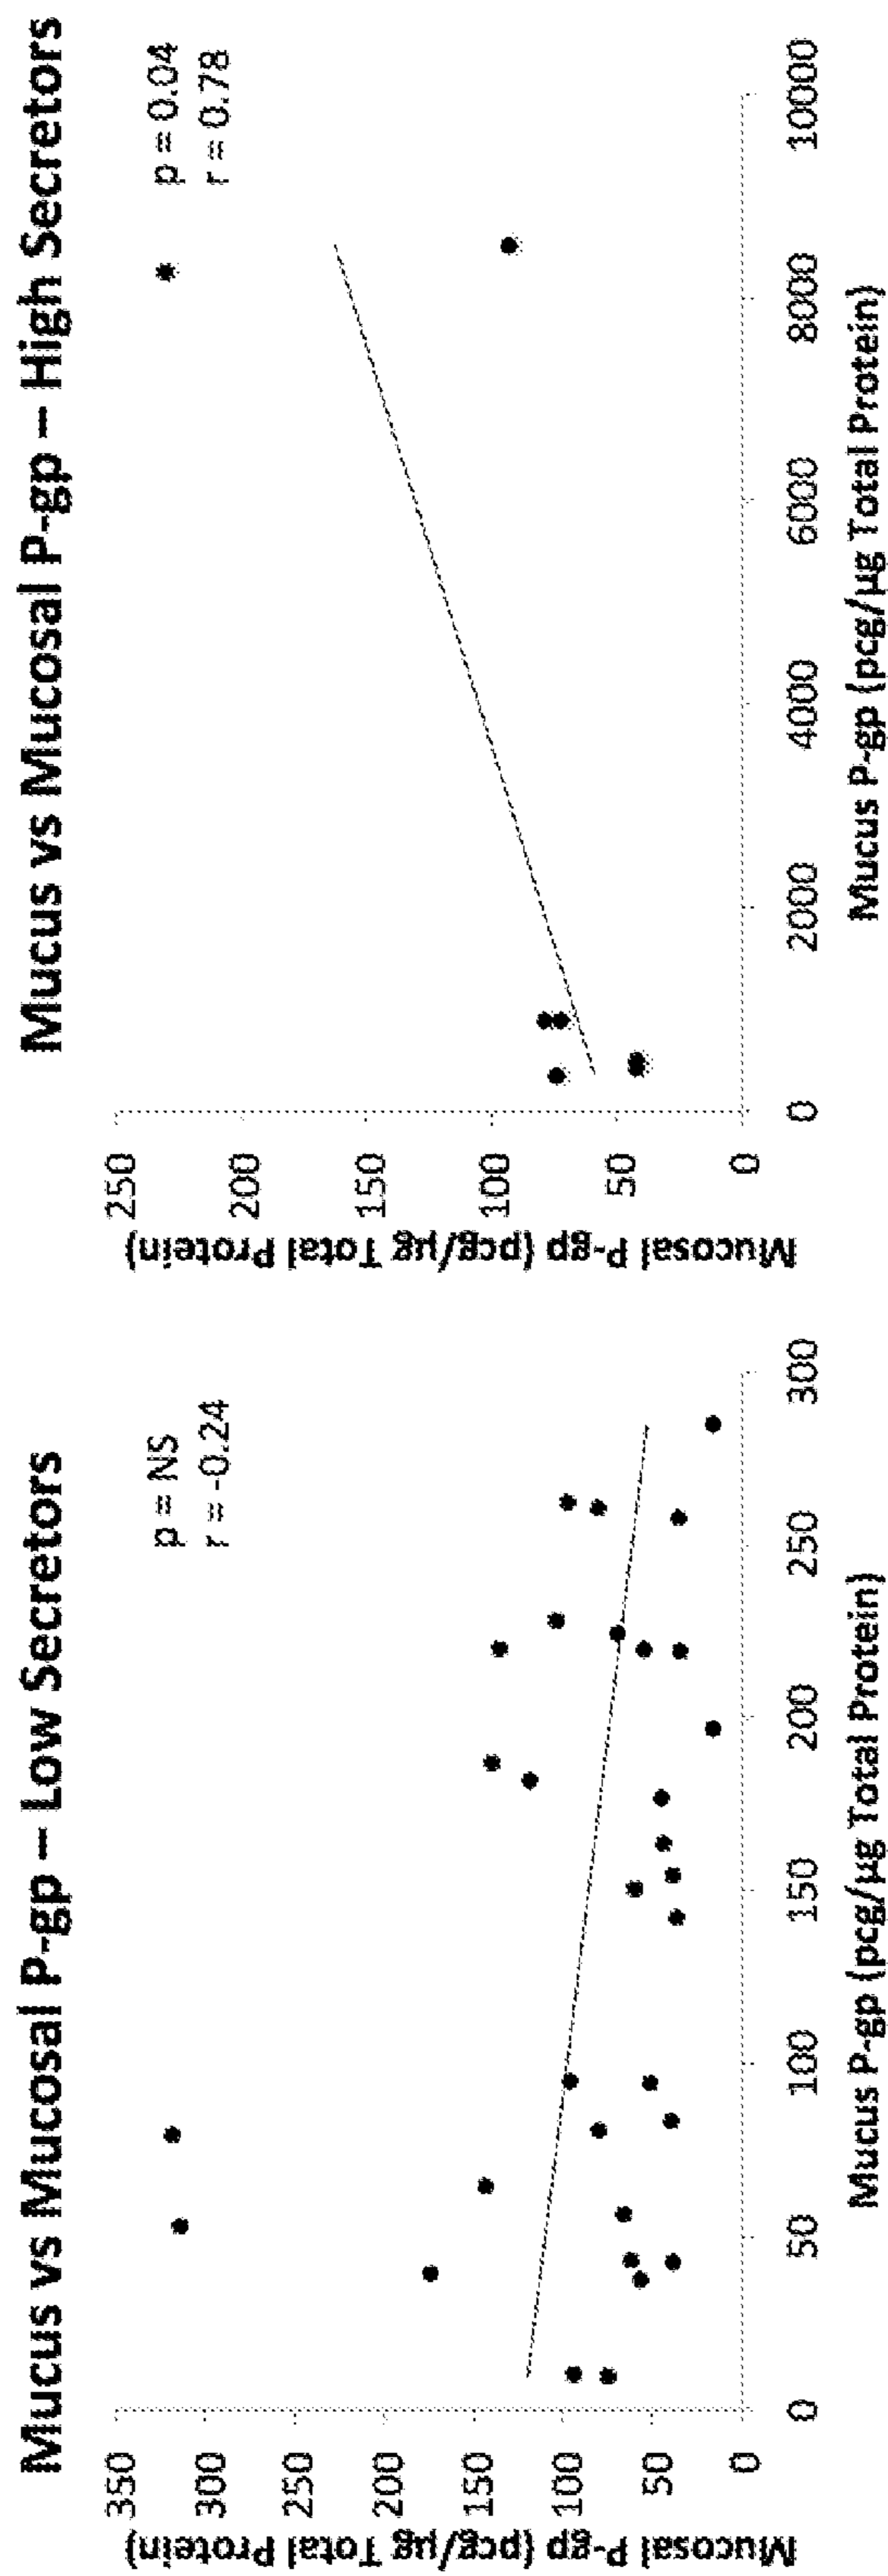 Mucus vs Mucosal P-gp – Low Secretors
p = NS
r = -0.24
350
300
250
200
150
100
50
0
Mucosal P-gp (pcg/µg Total Protein)
0
50
100
150
200
250
300
Mucus P-gp (pcg/µg Total Protein)
Mucus vs Mucosal P-gp – High Secretors
p = 0.04
r = 0.78
250
200
150
100
50
0
Mucosal P-gp (pcg/µg Total Protein)
0
2000
4000
6000
8000
10000
Mucus P-gp (pcg/µg Total Protein)